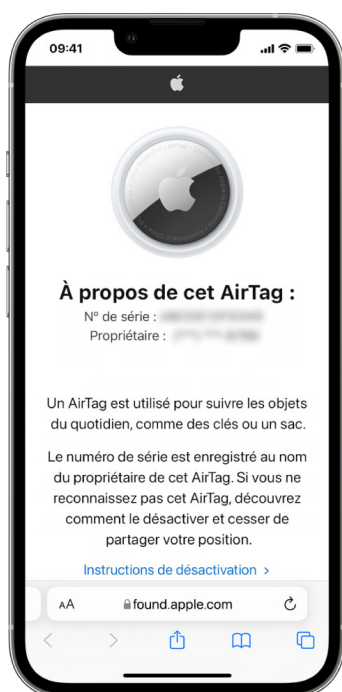 09:41
À propos de cet AirTag :
N° de série :
Propriétaire :
Un AirTag est utilisé pour suivre les objets
du quotidien, comme des clés ou un sac.
Le numéro de série est enregistré au nom
du propriétaire de cet AirTag. Si vous ne
reconnaissez pas cet AirTag, découvrez
comment le désactiver et cesser de
partager votre position.
Instructions de désactivation >
AA found.apple.com